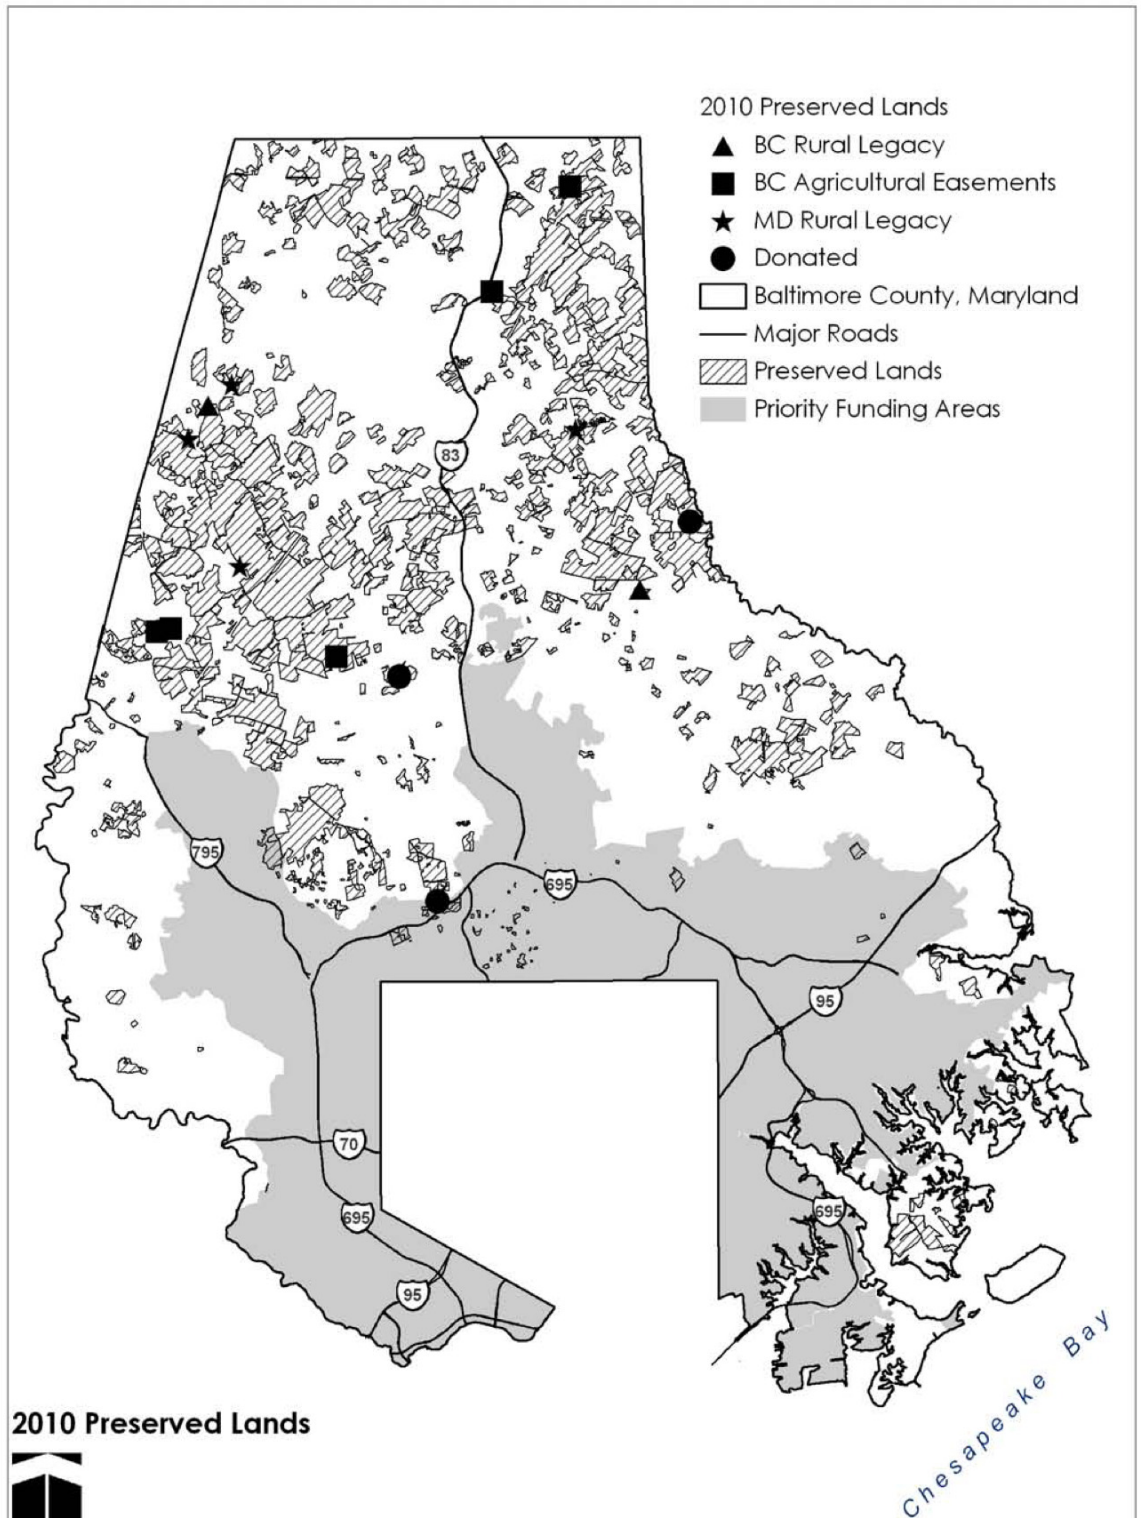 2010 Preserved Lands
BC Rural Legacy
BC Agricultural Easements
MD Rural Legacy
Donated
Baltimore County, Maryland
Major Roads
Preserved Lands
Priority Funding Areas
83
795
695
95
70
695
695
95
Chesapeake Bay
2010 Preserved Lands